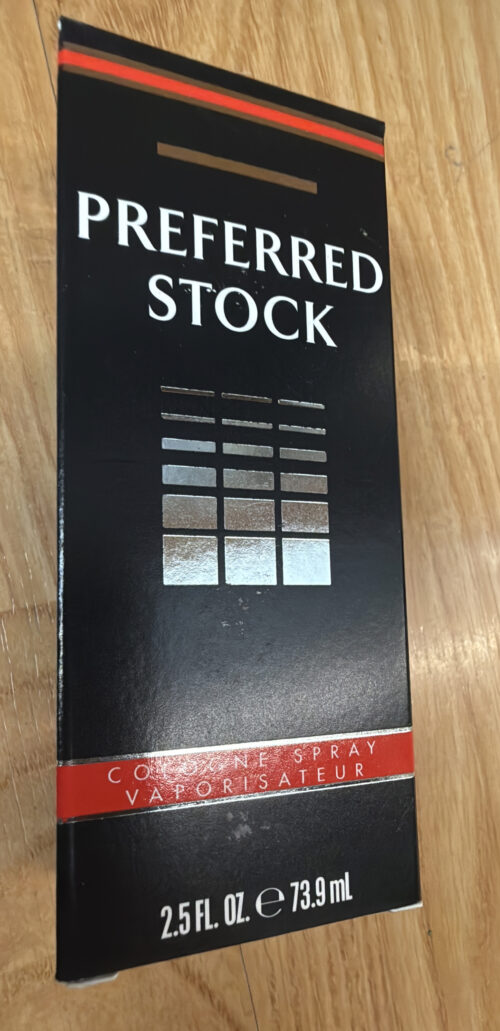 PREFERRED
STOCK
COLOGNE SPRAY
VAPORISATEUR
2.5 FL. OZ. ℮ 73.9 mL